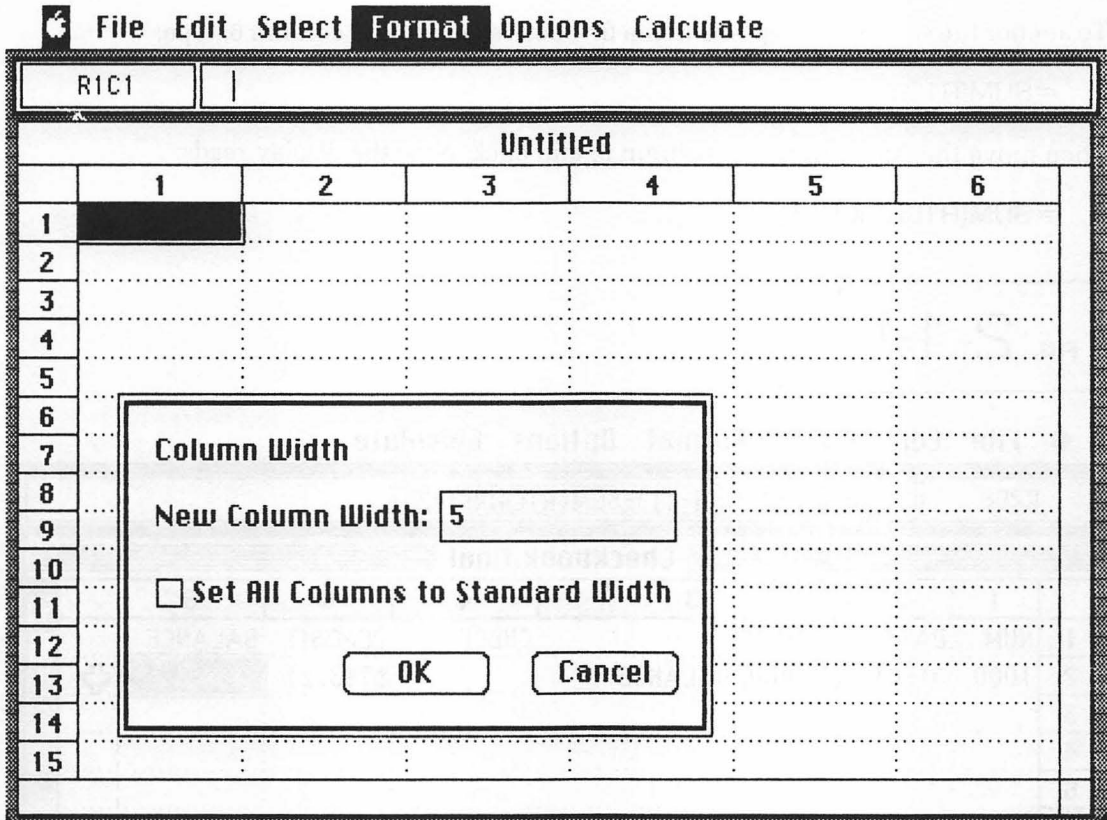 File Edit Select Format Options Calculate
R1C1
Untitled
1 2 3 4 5 6
1
2
3
4
5
6
7
8
9
10
11
12
13
14
15
Column Width
New Column Width: 5
Set All Columns to Standard Width
OK Cancel